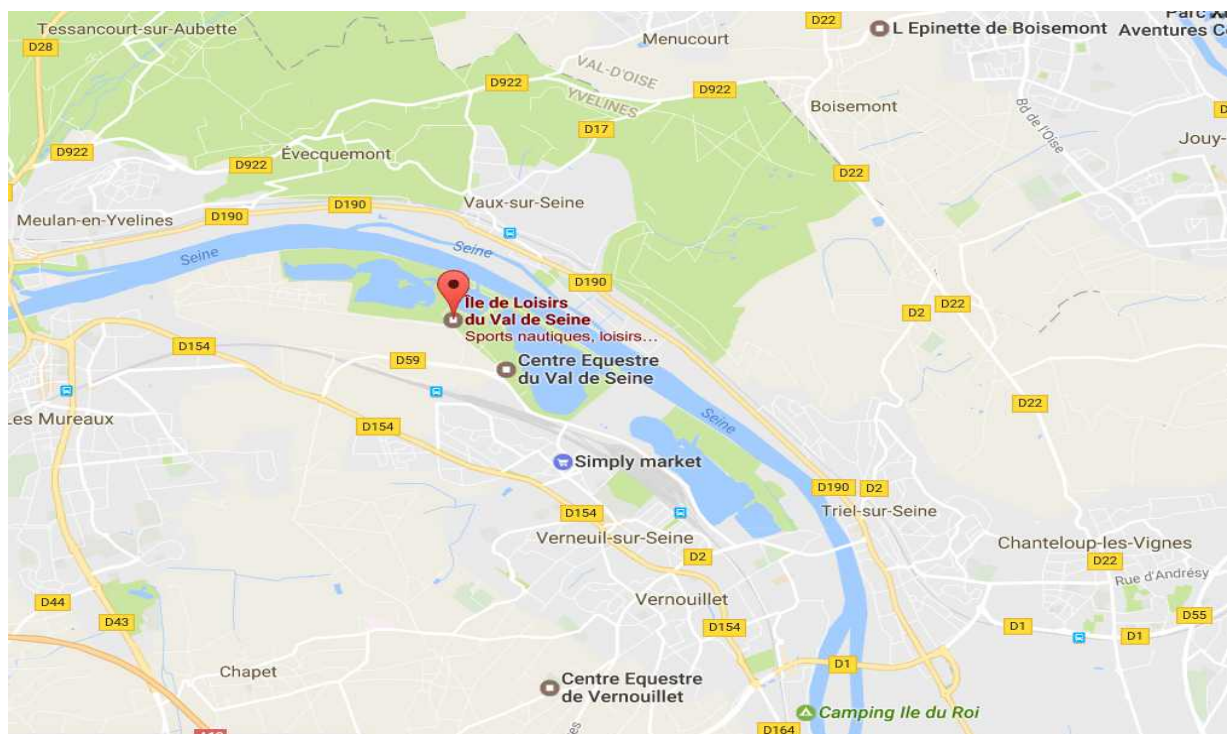 Tessancourt-sur-Aubette
D22
Parc X
L Epinette de Boisemont
Aventures C
D28
Menucourt
VAL-D'OISE
YVELINES
D922
D922
Boisemont
Bd de l'Oise
D17
Jouy-
D922
Évecquemont
D922
D22
Meulan-en-Yvelines
D190
D190
Vaux-sur-Seine
Seine
Seine
D190
Île de Loisirs
du Val de Seine
Sports nautiques, loisirs...
D2
D22
D154
D59
Centre Equestre
du Val de Seine
D22
Les Mureaux
D154
Seine
Simply market
D190
D2
Triel-sur-Seine
D154
Verneuil-sur-Seine
D2
Chanteloup-les-Vignes
D22
Rue d'Andrésy
D44
D43
Vernouillet
D154
D1
D1
D55
Chapet
D1
Centre Equestre
de Vernouillet
Camping Ile du Roi
D164